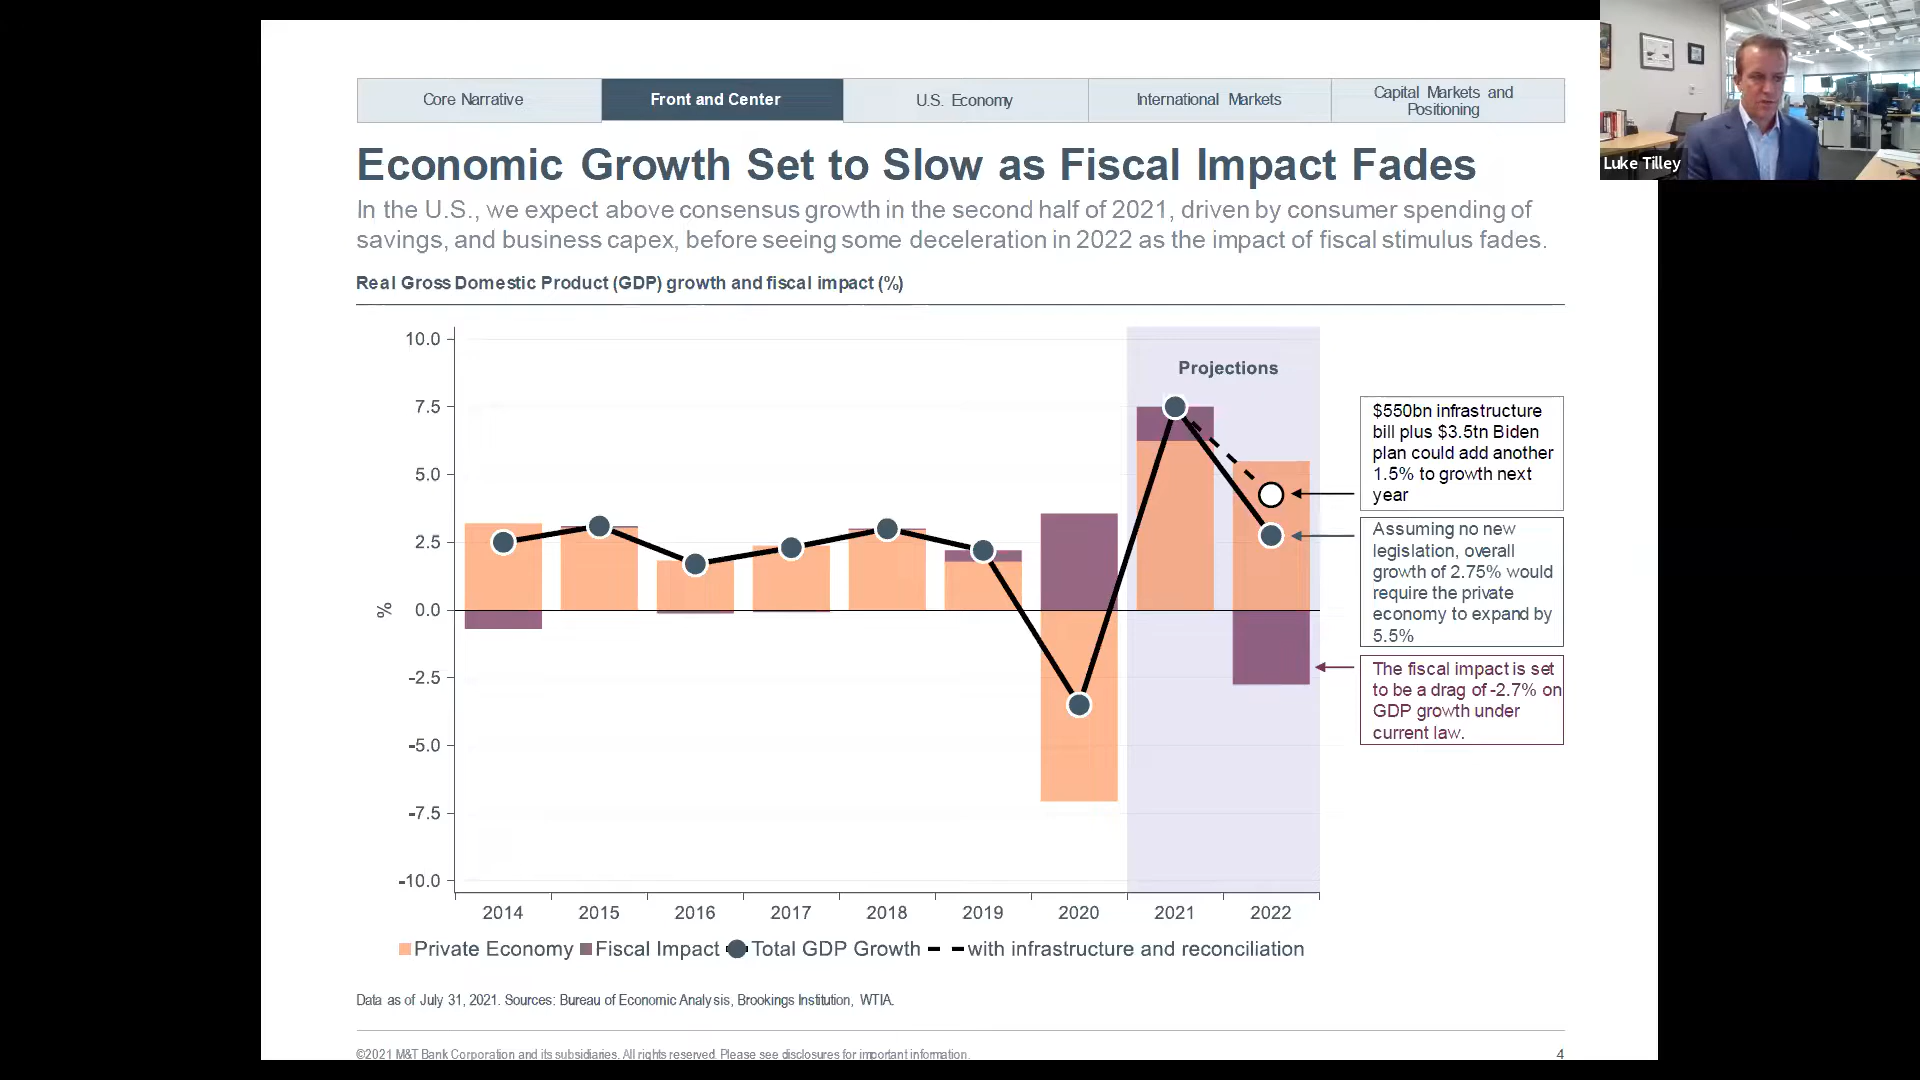 Core Narrative
Front and Center
U.S. Economy
International Markets
Capital Markets and
Positioning
Luke Tilley
Economic Growth Set to Slow as Fiscal Impact Fades
In the U.S., we expect above consensus growth in the second half of 2021, driven by consumer spending of
savings, and business capex, before seeing some deceleration in 2022 as the impact of fiscal stimulus fades.
Real Gross Domestic Product (GDP) growth and fiscal impact (%)
10.0
7.5
5.0
2.5
0.0
-2.5
-5.0
-7.5
-10.0
%
Projections
2014
2015
2016
2017
2018
2019
2020
2021
2022
$550bn infrastructure
bill plus $3.5tn Biden
plan could add another
1.5% to growth next
year
Assuming no new
legislation, overall
growth of 2.75% would
require the private
economy to expand by
5.5%
The fiscal impact is set
to be a drag of -2.7% on
GDP growth under
current law.
Private Economy
Fiscal Impact
Total GDP Growth
with infrastructure and reconciliation
Data as of July 31, 2021. Sources: Bureau of Economic Analysis, Brookings Institution, WTIA.
©2021 M&T Bank Corporation and its subsidiaries. All rights reserved. Please see disclosures for important information.
4